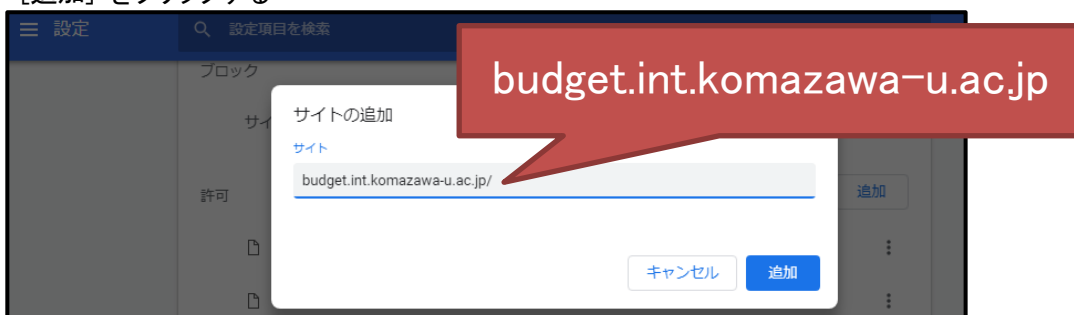 [追加]をクリックする
設定
設定項目を検索
budget.int.komazawa-u.ac.jp
ブロック
サイ
サイトの追加
サイト
budget.int.komazawa-u.ac.jp/
許可
追加
キャンセル
追加